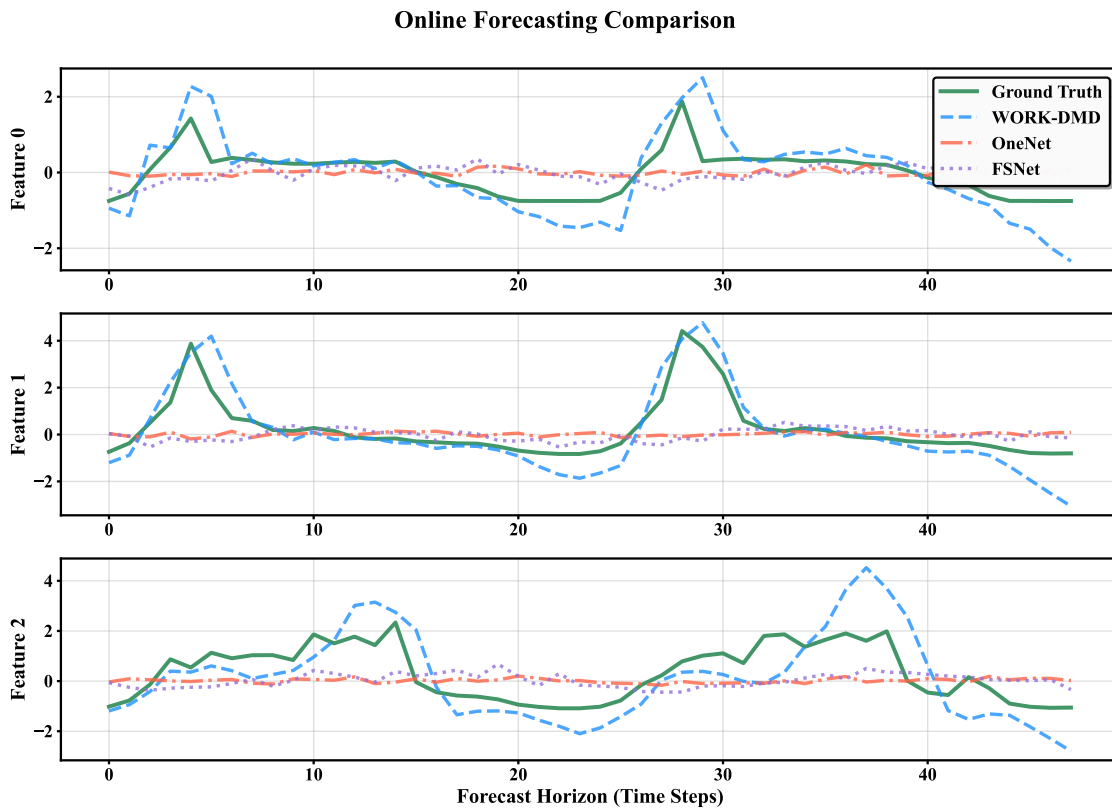 Online Forecasting Comparison
Feature 0
2
0
−2
0 10 20 30 40
Ground Truth
WORK-DMD
OneNet
FSNet
Feature 1
4
2
0
−2
0 10 20 30 40
Feature 2
4
2
0
−2
0 10 20 30 40
Forecast Horizon (Time Steps)